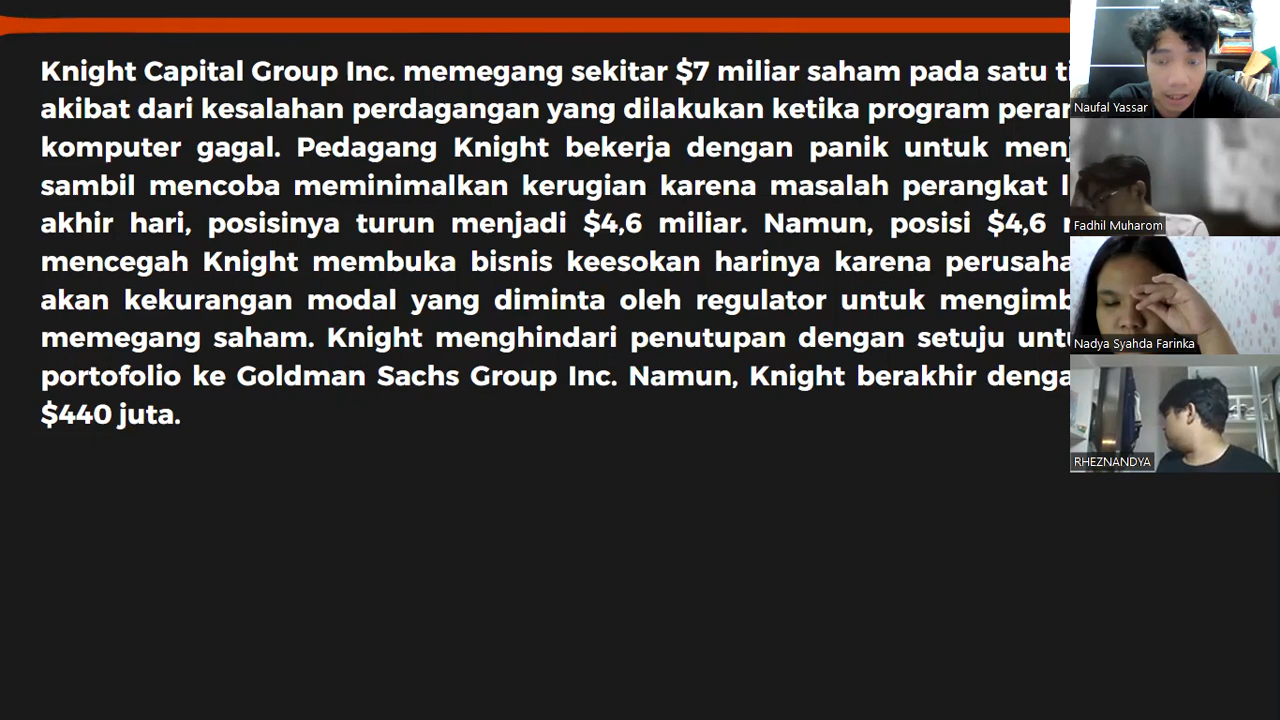 Knight Capital Group Inc. memegang sekitar $7 miliar saham pada satu
akibat dari kesalahan perdagangan yang dilakukan ketika program
komputer gagal. Pedagang Knight bekerja dengan panik untuk
sambil mencoba meminimalkan kerugian karena masalah perangkat
akhir hari, posisinya turun menjadi $4,6 miliar. Namun, posisi $4,6
mencegah Knight membuka bisnis keesokan harinya karena
akan kekurangan modal yang diminta oleh regulator untuk
memegang saham. Knight menghindari penutupan dengan setuju
portofolio ke Goldman Sachs Group Inc. Namun, Knight berakhir
$440 juta.
Naufal Yassar
Fadhil Muharom
Nadya Syahda Farinka
RHEZNANDYA